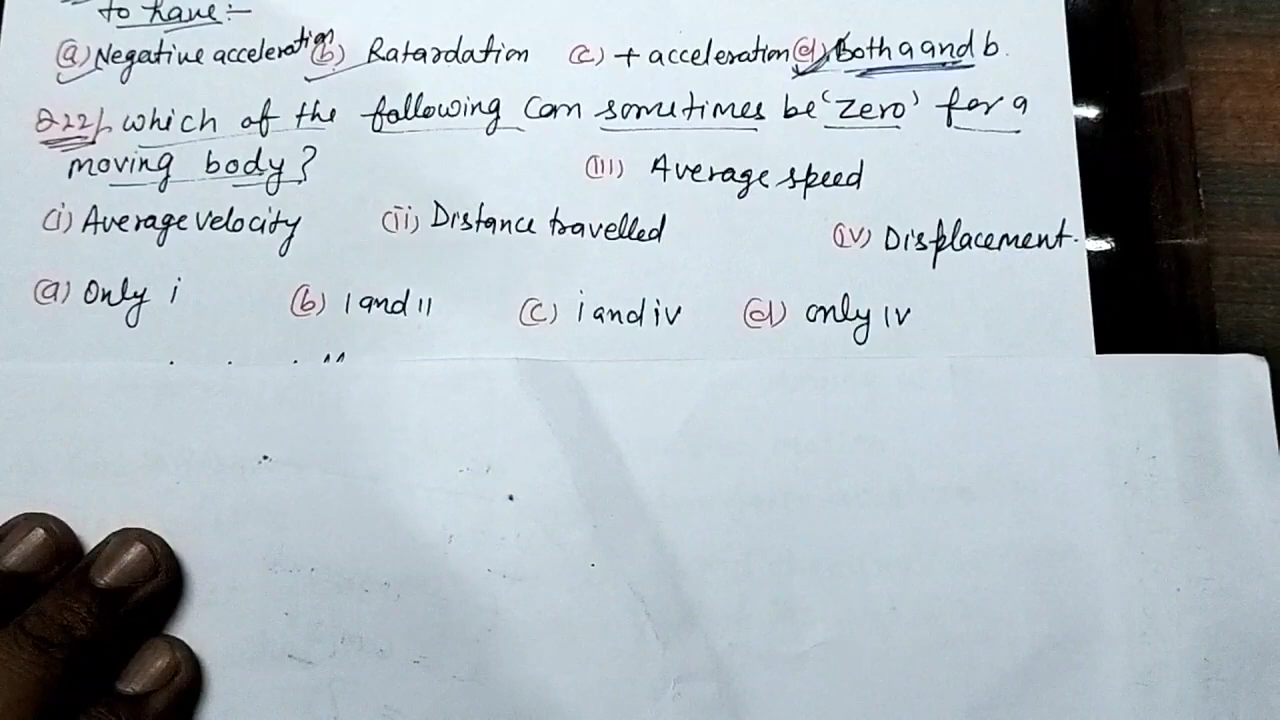 to have:-
(a) Negative acceleration (b) Ratardation (c) + acceleration (d) Both a and b.
Q22/. which of the following can sometimes be 'zero' for a
moving body?
(iii) Average speed
(i) Average velocity (ii) Distance travelled (iv) Displacement.
(a) Only i (b) I and II (c) i and iv (d) only IV